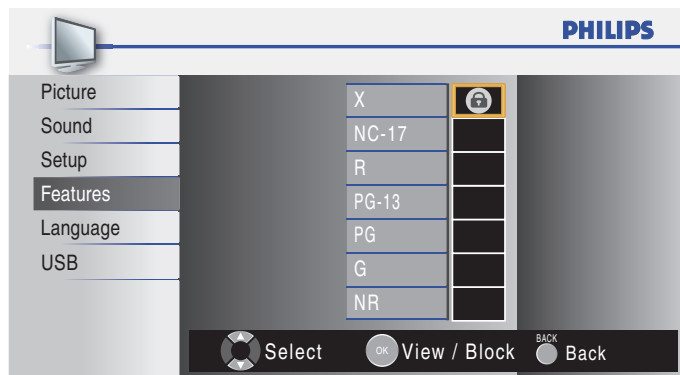 PHILIPS
Picture
Sound
Setup
Features
Language
USB
X
NC-17
R
PG-13
PG
G
NR
Select
OK
View / Block
BACK
Back